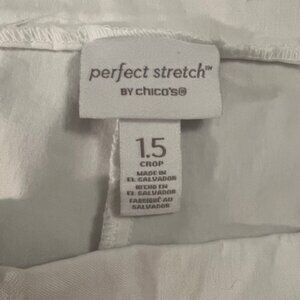 perfect stretch™
BY chico's®
1.5
CROP
MADE IN
EL SALVADOR
HECHO EN
EL SALVADOR
FABRIQUÉ AU
SALVADOR